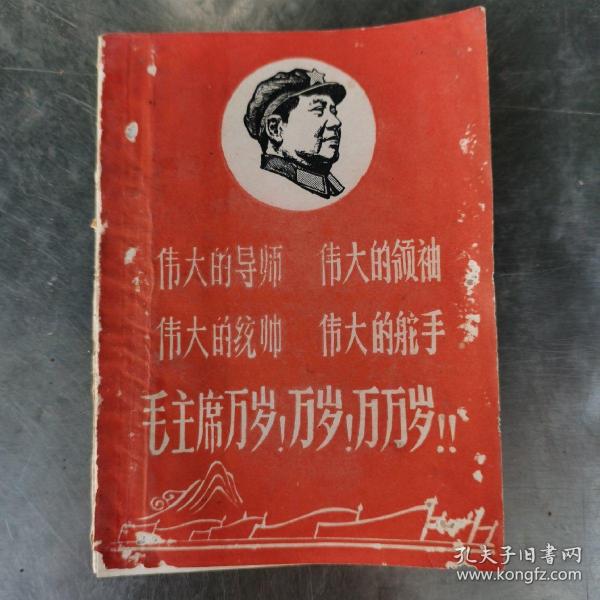 伟大的导师 伟大的领袖
伟大的统帅 伟大的舵手
毛主席万岁!万岁!万万岁!!
孔夫子旧書网
www.kongfz.com